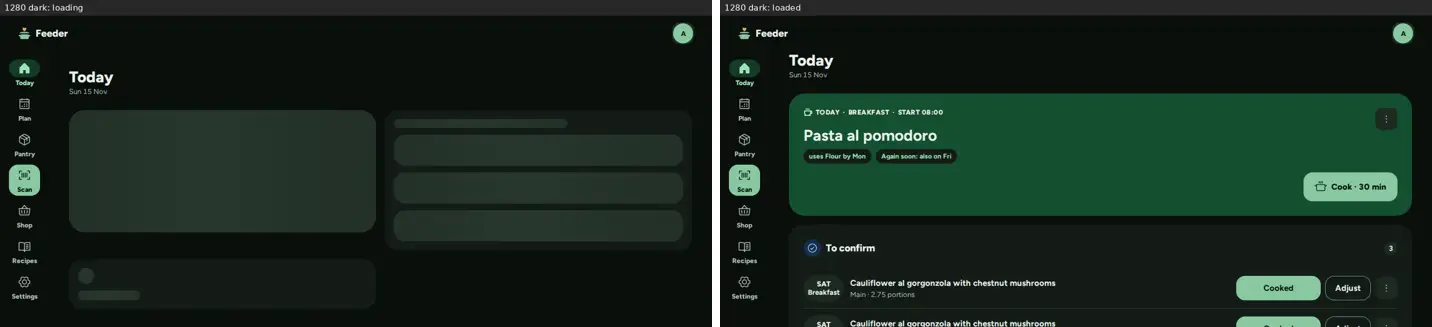 1280 dark: loading
Feeder
A
Today
Today
Sun 15 Nov
Plan
Pantry
Scan
Shop
Recipes
Settings
1280 dark: loaded
Feeder
A
Today
Sun 15 Nov
Today
Plan
Pantry
Scan
Shop
Recipes
Settings
TODAY · BREAKFAST · START 08:00
Pasta al pomodoro
uses Flour by Mon
Again soon: also on Fri
Cook · 30 min
To confirm
3
SAT
Breakfast
Cauliflower al gorgonzola with chestnut mushrooms
Main · 2.75 portions
Cooked
Adjust
SAT
Cauliflower al gorgonzola with chestnut mushrooms